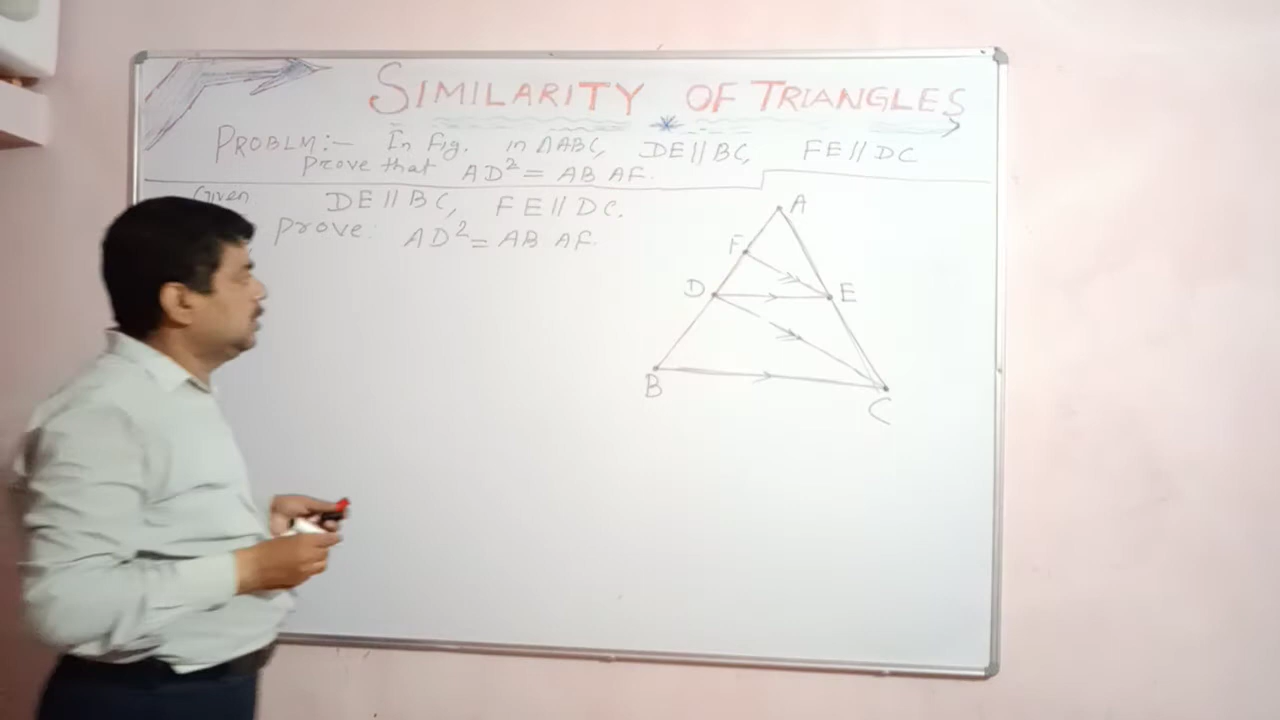 SIMILARITY OF TRIANGLES
PROBLM:- In Fig. in ΔABC, DE∥BC, FE∥DC
Prove that AD² = AB AF.
Given DE∥BC, FE∥DC.
prove: AD² = AB AF.
A
F
D E
B
C